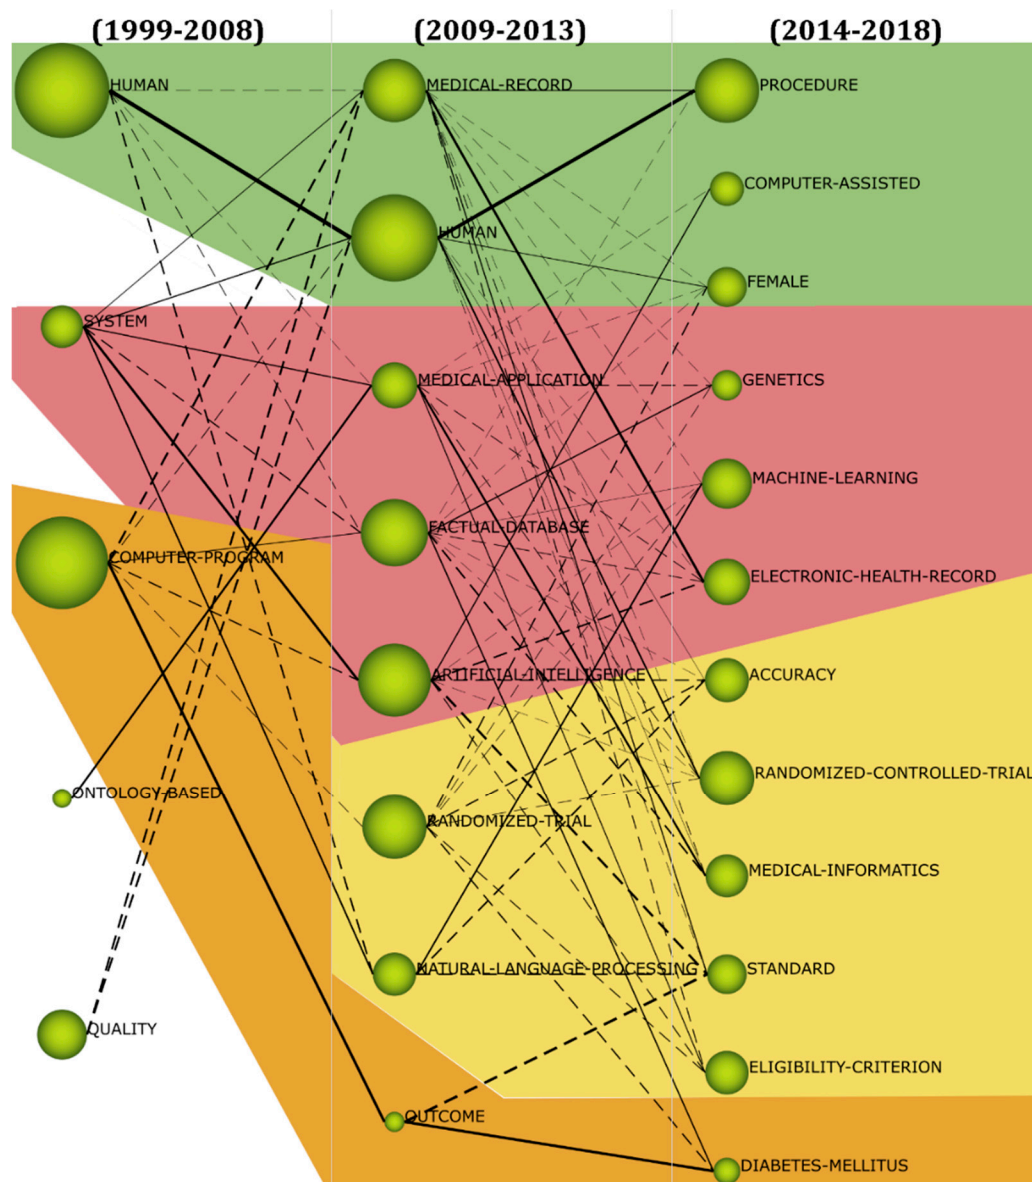 (1999-2008)
(2009-2013)
(2014-2018)
HUMAN
SYSTEM
COMPUTER-PROGRAM
ONTOLOGY-BASED
QUALITY
MEDICAL-RECORD
HUMAN
MEDICAL-APPLICATION
FACTUAL-DATABASE
ARTIFICIAL-INTELLIGENCE
RANDOMIZED-TRIAL
NATURAL-LANGUAGE-PROCESSING
OUTCOME
PROCEDURE
COMPUTER-ASSISTED
FEMALE
GENETICS
MACHINE-LEARNING
ELECTRONIC-HEALTH-RECORD
ACCURACY
RANDOMIZED-CONTROLLED-TRIAL
MEDICAL-INFORMATICS
STANDARD
ELIGIBILITY-CRITERION
DIABETES-MELLITUS